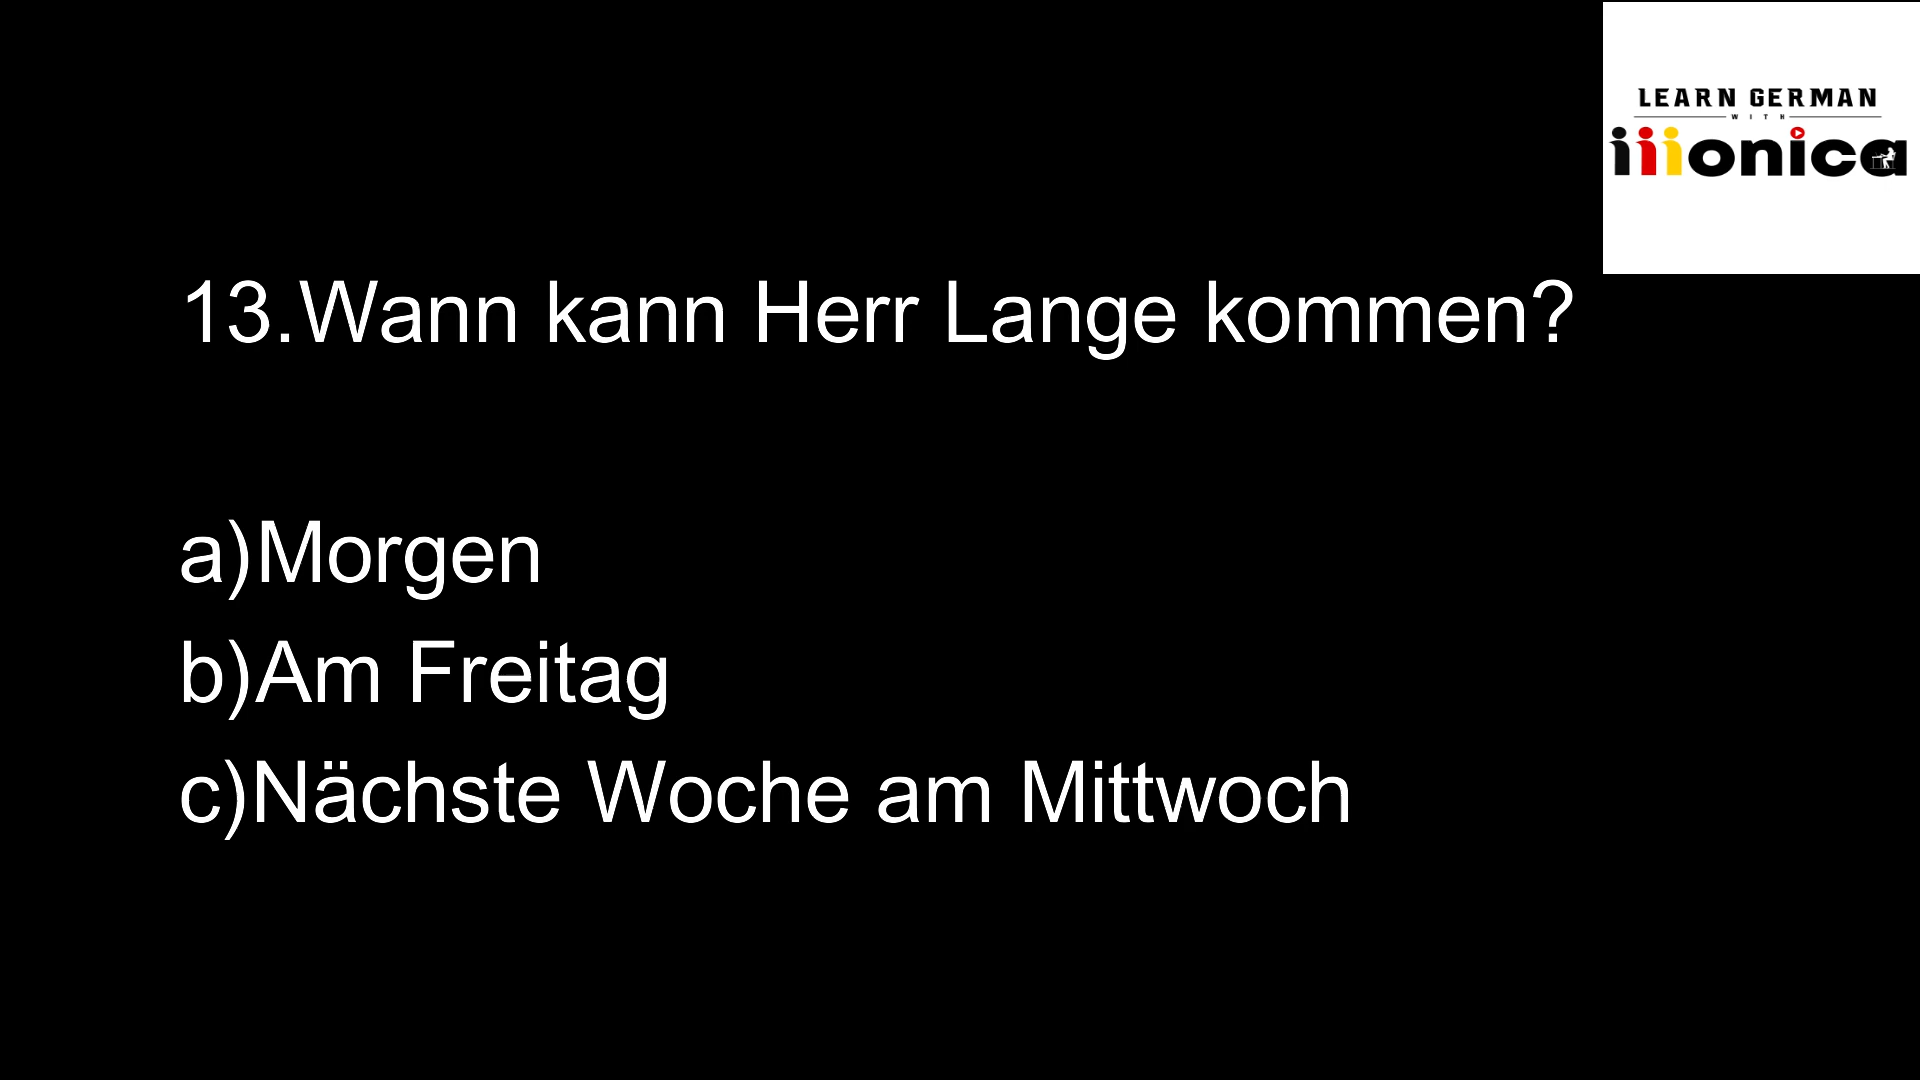 LEARN GERMAN
WITH
monica
13.Wann kann Herr Lange kommen?
a)Morgen
b)Am Freitag
c)Nächste Woche am Mittwoch